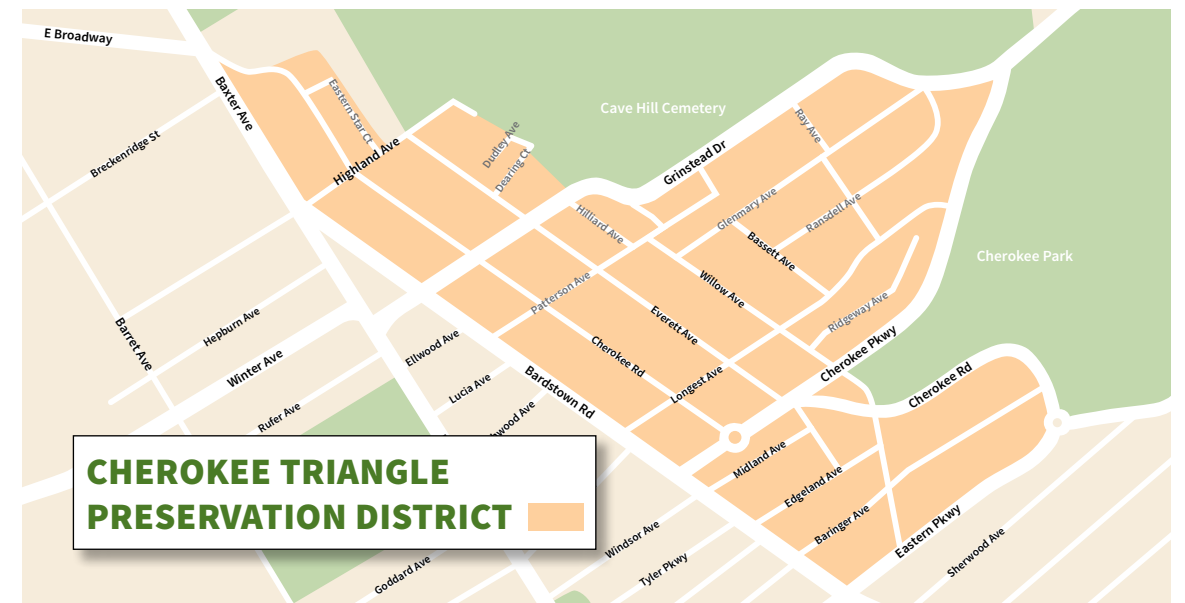 E Broadway
Baxter Ave
Eastern Star Ct
Cave Hill Cemetery
Ray Ave
Dudley Ave
Breckenridge St
Highland Ave
Dearing Ct
Grinstead Dr
Glenmary Ave
Ransdell Ave
Hilliard Ave
Bassett Ave
Cherokee Park
Willow Ave
Patterson Ave
Ridgeway Ave
Hepburn Ave
Barret Ave
Everett Ave
Ellwood Ave
Cherokee Rd
Cherokee Pkwy
Winter Ave
Longest Ave
Cherokee Rd
Lucia Ave
Bardstown Rd
Rufer Ave
wood Ave
Midland Ave
CHEROKEE TRIANGLE
PRESERVATION DISTRICT
Edgeland Ave
Baringer Ave
Eastern Pkwy
Windsor Ave
Sherwood Ave
Tyler Pkwy
Goddard Ave